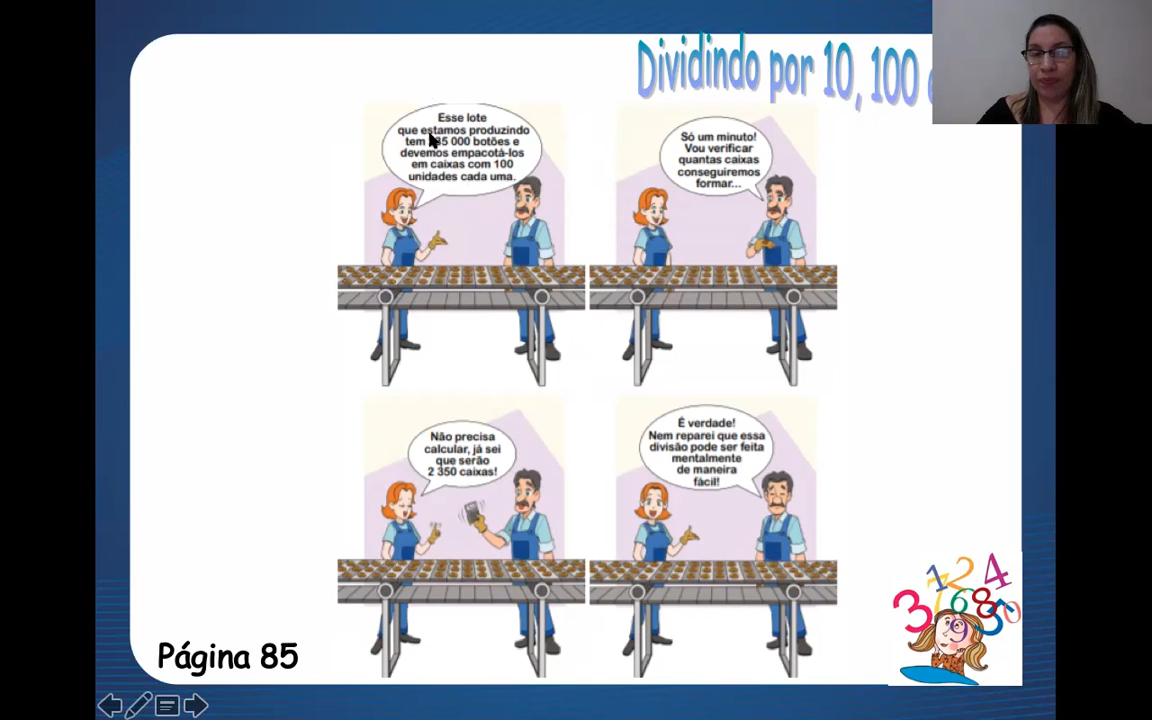 Dividindo por 10, 100
Esse lote
que estamos produzindo
tem 35 000 botões e
devemos empacotá-los
em caixas com 100
unidades cada uma.
Só um minuto!
Vou verificar
quantas caixas
conseguiremos
formar...
Não precisa
calcular, já sei
que serão
2 350 caixas!
É verdade!
Nem reparei que essa
divisão pode ser feita
mentalmente
de maneira
fácil!
Página 85